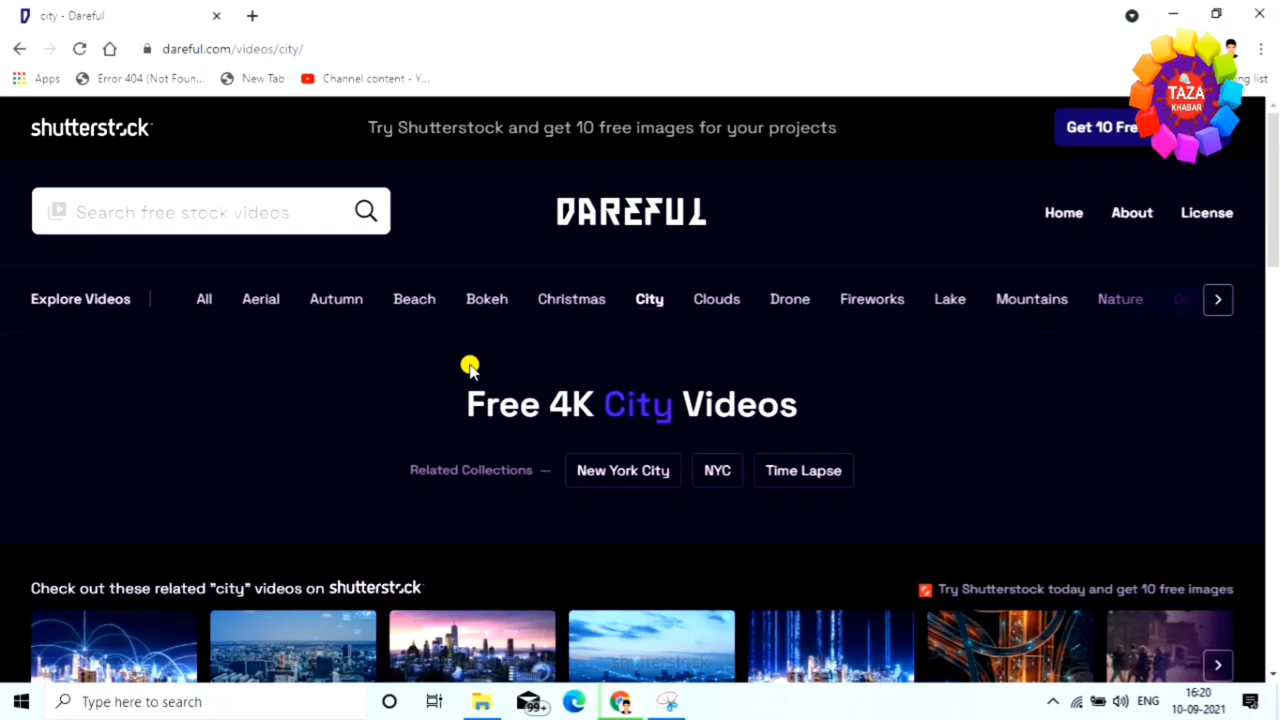 city - Dareful
dareful.com/videos/city/
Apps Error 404 (Not Foun... New Tab Channel content - Y...
TAZA
KHABAR
shutterstock
Try Shutterstock and get 10 free images for your projects
Get 10 Fre
Search free stock videos
DAREFUL
Home About License
Explore Videos All Aerial Autumn Beach Bokeh Christmas City Clouds Drone Fireworks Lake Mountains Nature
Free 4K City Videos
Related Collections — New York City NYC Time Lapse
Check out these related "city" videos on shutterstock
Try Shutterstock today and get 10 free images
shutterstock
Type here to search
99+
ENG
16:20
10-09-2021